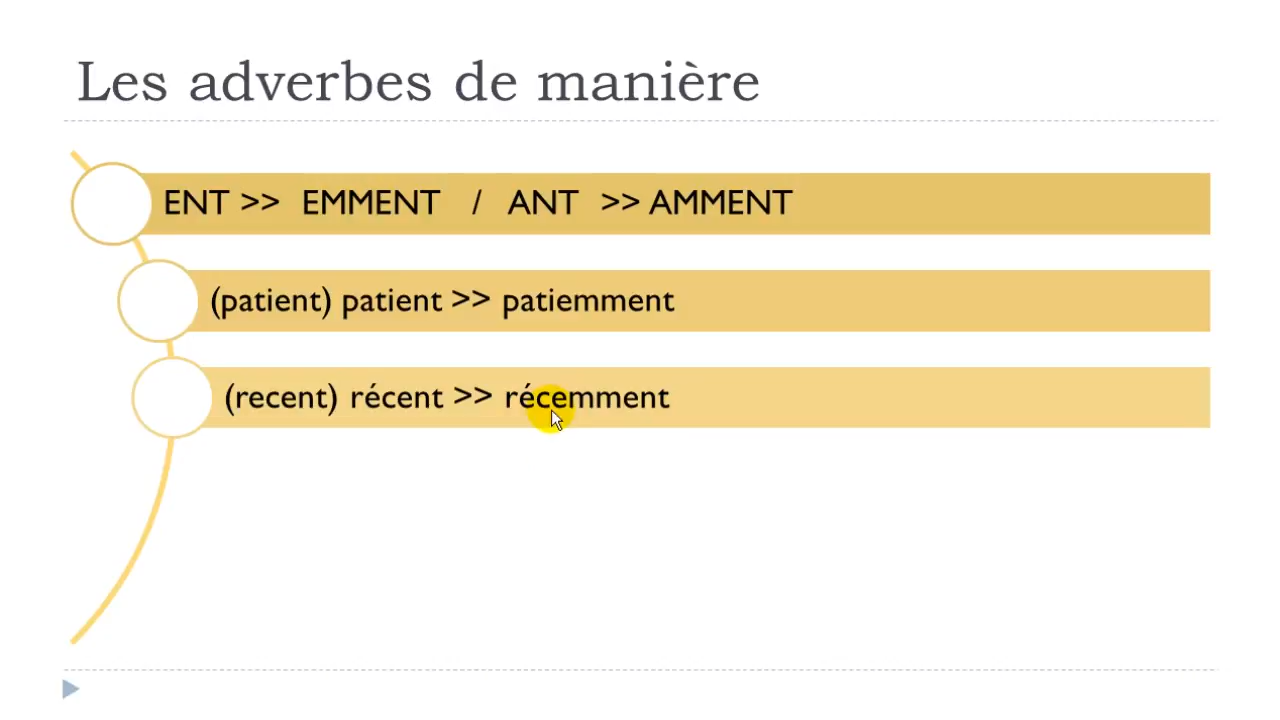 Les adverbes de manière
ENT >> EMMENT / ANT >> AMMENT
(patient) patient >> patiemment
(recent) récent >> récemment